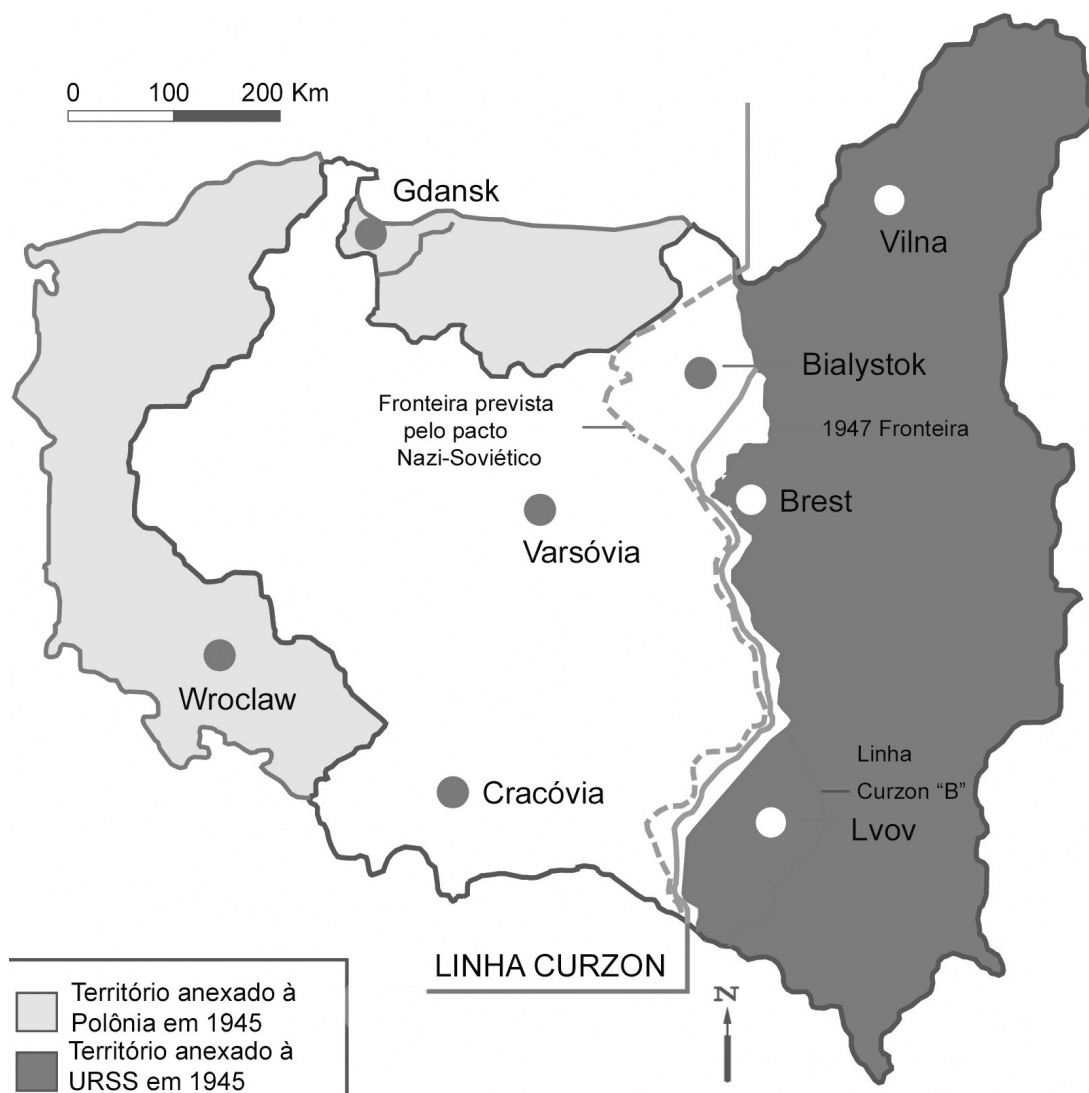 0 100 200 Km
Gdansk
Vilna
Bialystok
Fronteira prevista
pelo pacto
Nazi-Soviético
1947 Fronteira
Brest
Varsóvia
Wroclaw
Linha
Curzon “B”
Cracóvia
Lvov
LINHA CURZON
N
Território anexado à
Polônia em 1945
Território anexado à
URSS em 1945